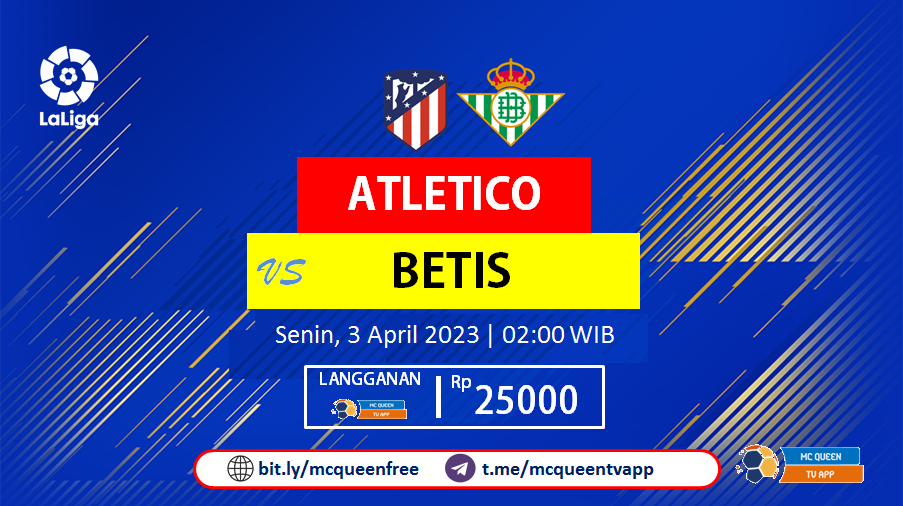 LaLiga
ATLETICO
VS BETIS
Senin, 3 April 2023 | 02:00 WIB
LANGGANAN
MC QUEEN
TV APP
Rp 25000
bit.ly/mcqueenfree t.me/mcqueentvapp
MC QUEEN
TV APP